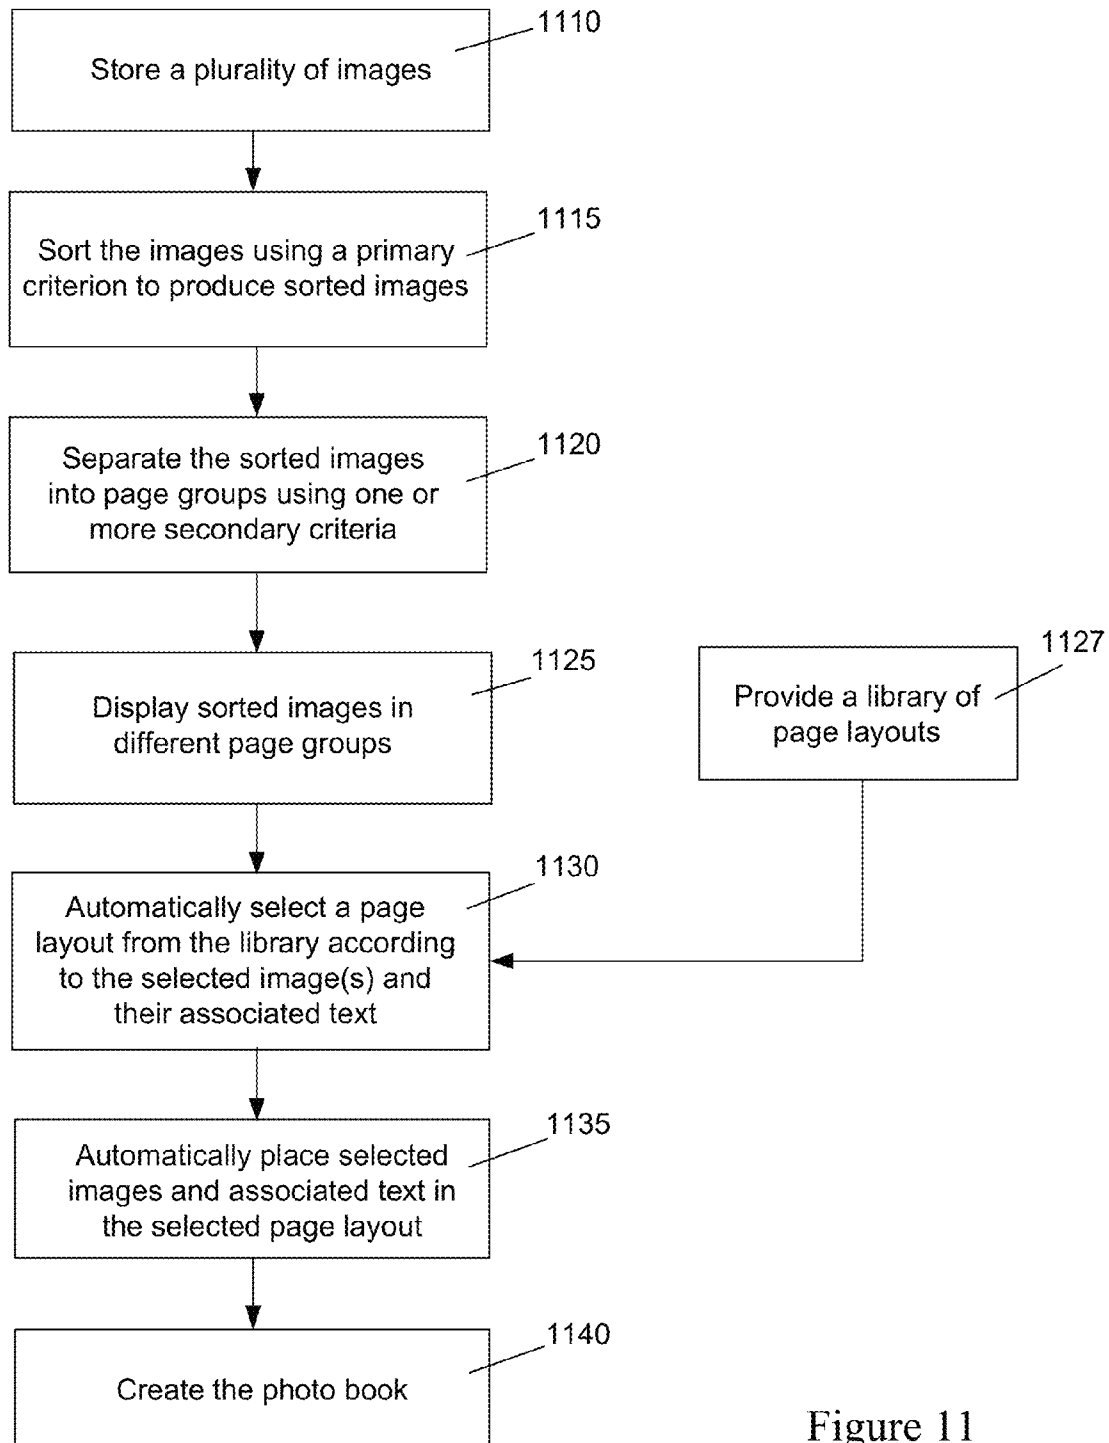 1110
Store a plurality of images
1115
Sort the images using a primary
criterion to produce sorted images
1120
Separate the sorted images
into page groups using one or
more secondary criteria
1125
Display sorted images in
different page groups
1127
Provide a library of
page layouts
1130
Automatically select a page
layout from the library according
to the selected image(s) and
their associated text
1135
Automatically place selected
images and associated text in
the selected page layout
1140
Create the photo book
Figure 11